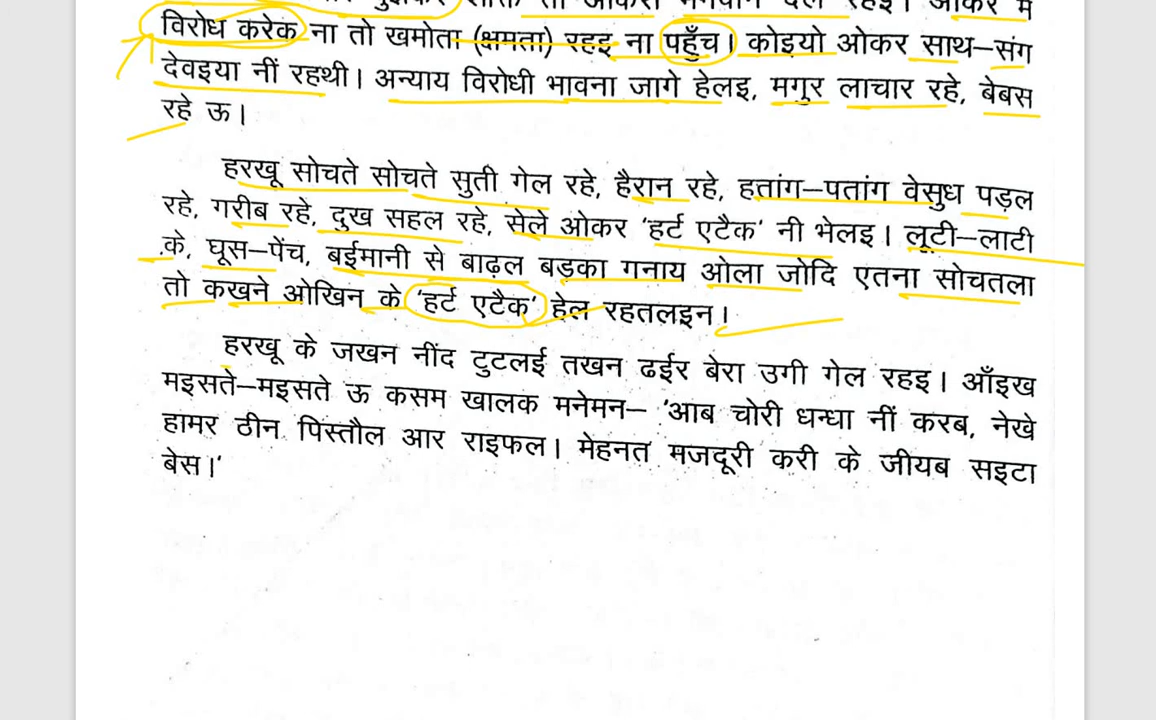 विरोध करेक ना तो खमोता (क्षमता) रहइ ना पहुँच। कोइयो ओकर साथ–संग
देवइया नीं रहथी। अन्याय विरोधी भावना जागे हेलइ, मगुर लाचार रहे, बेबस
रहे ऊ।
हरखू सोचते सोचते सुती गेल रहे, हैरान रहे, हतांग–पतांग वेसुध पड़ल
रहे, गरीब रहे, दुख सहल रहे, सेले ओकर 'हर्ट एटैक' नी भेलइ। लूटी–लाटी
के, घूस–पेंच, बईमानी से बाढ़ल बड़का गनाय ओला जोदि एतना सोचतला
तो कखने ओखिन के 'हर्ट एटैक' हेल रहतलइन।
हरखू के जखन नींद टुटलई तखन ढईर बेरा उगी गेल रहइ। आँइख
मइसते–मइसते ऊ कसम खालक मनेमन– 'आब चोरी धन्धा नीं करब, नेखे
हामर ठीन पिस्तौल आर राइफल। मेहनत मजदूरी करी के जीयब सइटा
बेस।'